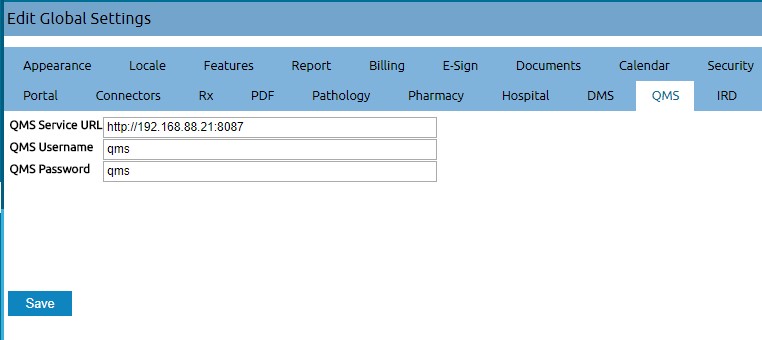 Edit Global Settings
Appearance Locale Features Report Billing E-Sign Documents Calendar Security
Portal Connectors Rx PDF Pathology Pharmacy Hospital DMS QMS IRD
QMS Service URL http://192.168.88.21:8087
QMS Username qms
QMS Password qms
Save